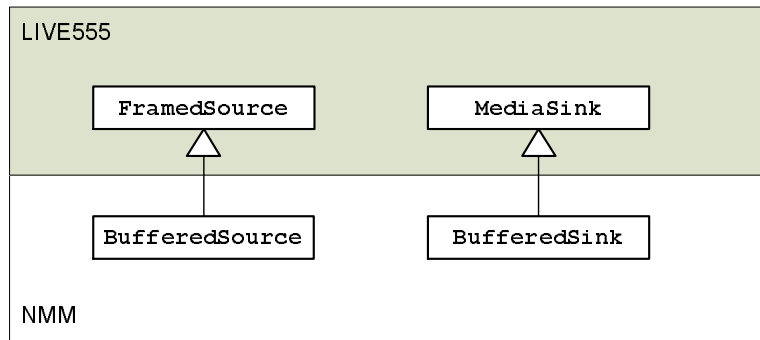 LIVE555
FramedSource
MediaSink
BufferedSource
BufferedSink
NMM